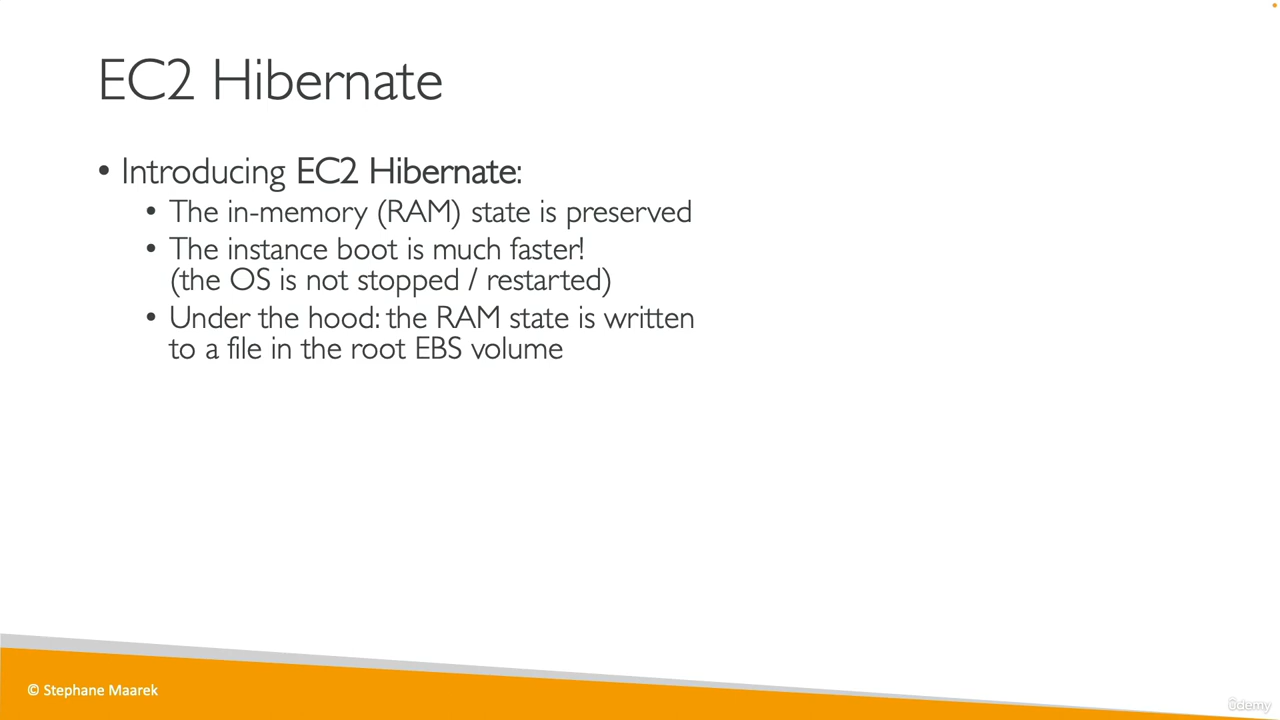 EC2 Hibernate
• Introducing EC2 Hibernate:
• The in-memory (RAM) state is preserved
• The instance boot is much faster!
(the OS is not stopped / restarted)
• Under the hood: the RAM state is written
to a file in the root EBS volume
© Stephane Maarek
ûdemy